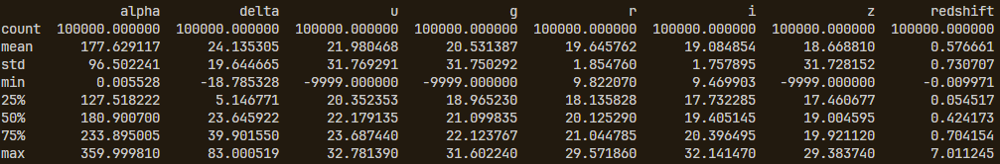 alpha delta u g r i z redshift
count 100000.000000 100000.000000 100000.000000 100000.000000 100000.000000 100000.000000 100000.000000 100000.000000
mean 177.629117 24.135305 21.980468 20.531387 19.645762 19.084854 18.668810 0.576661
std 96.502241 19.644665 31.769291 31.750292 1.854760 1.757895 31.728152 0.730707
min 0.005528 -18.785328 -9999.000000 -9999.000000 9.822070 9.469903 -9999.000000 -0.009971
25% 127.518222 5.146771 20.352353 18.965230 18.135828 17.732285 17.460677 0.054517
50% 180.900700 23.645922 22.179135 21.099835 20.125290 19.405145 19.004595 0.424173
75% 233.895005 39.901550 23.687440 22.123767 21.044785 20.396495 19.921120 0.704154
max 359.999810 83.000519 32.781390 31.602240 29.571860 32.141470 29.383740 7.011245